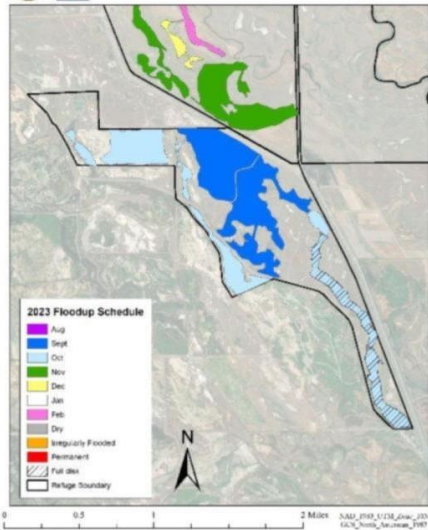 2023 Floodup Schedule
Aug
Sept
Oct
Nov
Dec
Jan
Feb
Dry
Irregularly Flooded
Permanent
Full disk
Refuge Boundary
N
0 0.5 1 2 Miles